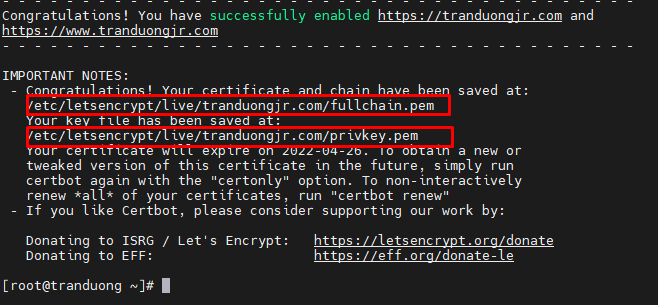 - - - - - - - - - - - - - - - - - - - - - - - - - - - - - - - - - - - - - - - -
Congratulations! You have successfully enabled https://tranduongjr.com and
https://www.tranduongjr.com
- - - - - - - - - - - - - - - - - - - - - - - - - - - - - - - - - - - - - - - -
IMPORTANT NOTES:
- Congratulations! Your certificate and chain have been saved at:
/etc/letsencrypt/live/tranduongjr.com/fullchain.pem
Your key file has been saved at:
/etc/letsencrypt/live/tranduongjr.com/privkey.pem
Your certificate will expire on 2022-04-26. To obtain a new or
tweaked version of this certificate in the future, simply run
certbot again with the "certonly" option. To non-interactively
renew *all* of your certificates, run "certbot renew"
- If you like Certbot, please consider supporting our work by:
Donating to ISRG / Let's Encrypt: https://letsencrypt.org/donate
Donating to EFF: https://eff.org/donate-le
[root@tranduong ~]#